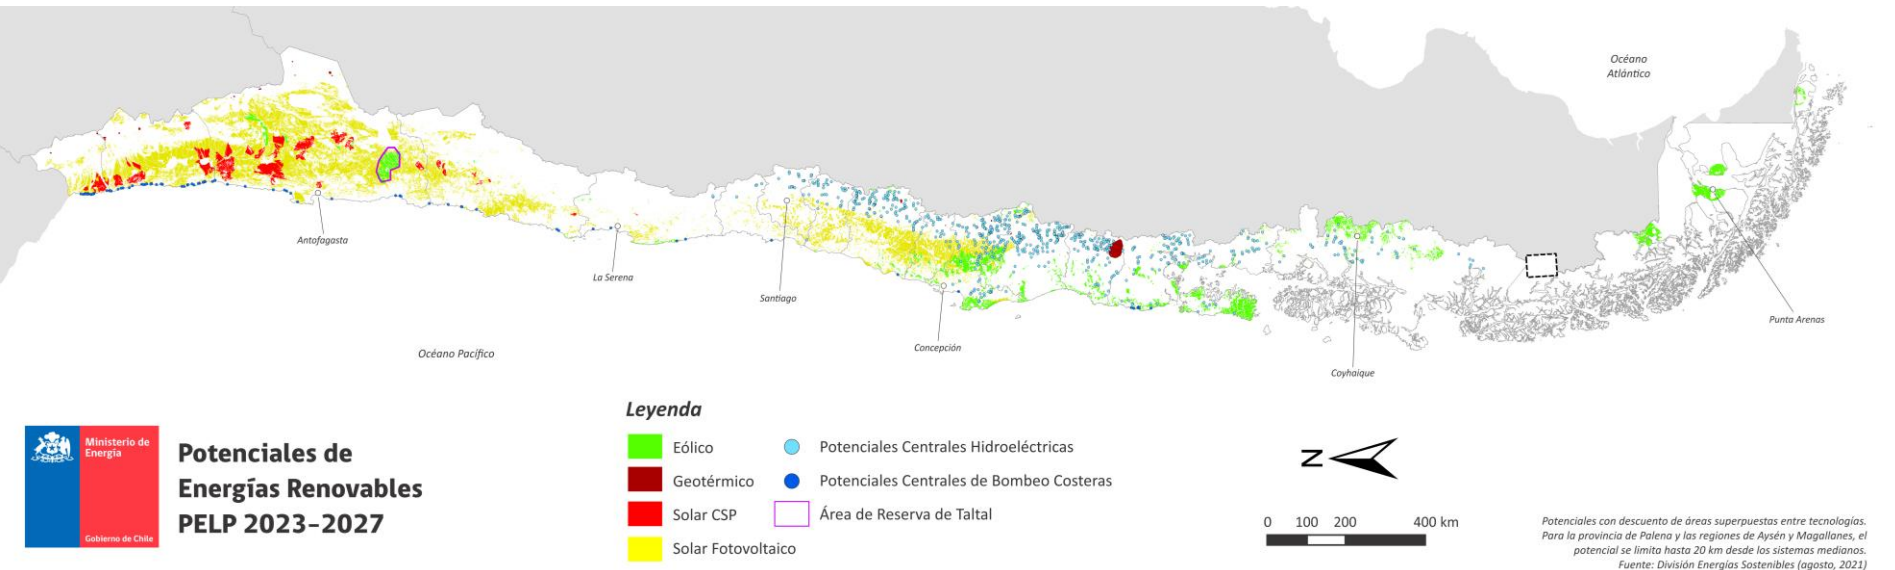 Océano
Atlántico
Antofagasta
La Serena
Santiago
Concepción
Coyhaique
Punta Arenas
Océano Pacífico
Leyenda
Eólico
Geotérmico
Solar CSP
Solar Fotovoltaico
Potenciales Centrales Hidroeléctricas
Potenciales Centrales de Bombeo Costeras
Área de Reserva de Taltal
Ministerio de
Energía
Gobierno de Chile
Potenciales de
Energías Renovables
PELP 2023-2027
N
0 100 200 400 km
Potenciales con descuento de áreas superpuestas entre tecnologías.
Para la provincia de Palena y las regiones de Aysén y Magallanes, el
potencial se limita hasta 20 km desde los sistemas medianos.
Fuente: División Energías Sostenibles (agosto, 2021)